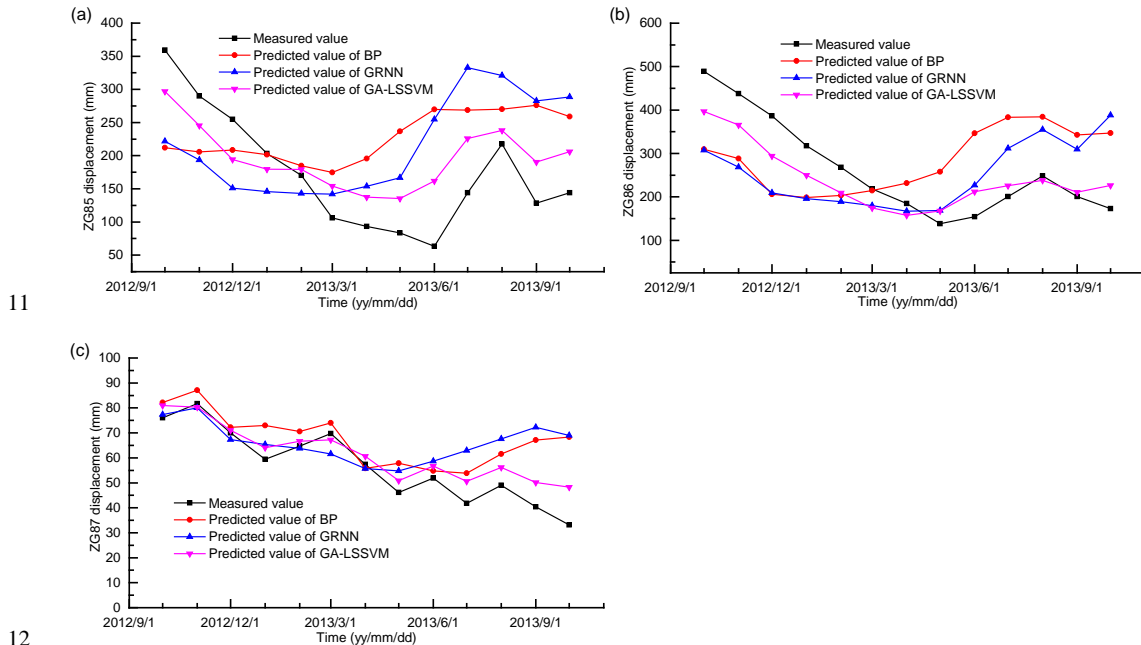 (a)
400
350
300
250
200
150
100
50
ZG85 displacement (mm)
Measured value
Predicted value of BP
Predicted value of GRNN
Predicted value of GA-LSSVM
2012/9/1 2012/12/1 2013/3/1 2013/6/1 2013/9/1
Time (yy/mm/dd)
(b)
600
500
400
300
200
100
ZG86 displacement (mm)
Measured value
Predicted value of BP
Predicted value of GRNN
Predicted value of GA-LSSVM
2012/9/1 2012/12/1 2013/3/1 2013/6/1 2013/9/1
Time (yy/mm/dd)
11
(c)
100
90
80
70
60
50
40
30
20
10
0
ZG87 displacement (mm)
Measured value
Predicted value of BP
Predicted value of GRNN
Predicted value of GA-LSSVM
2012/9/1 2012/12/1 2013/3/1 2013/6/1 2013/9/1
Time (yy/mm/dd)
12